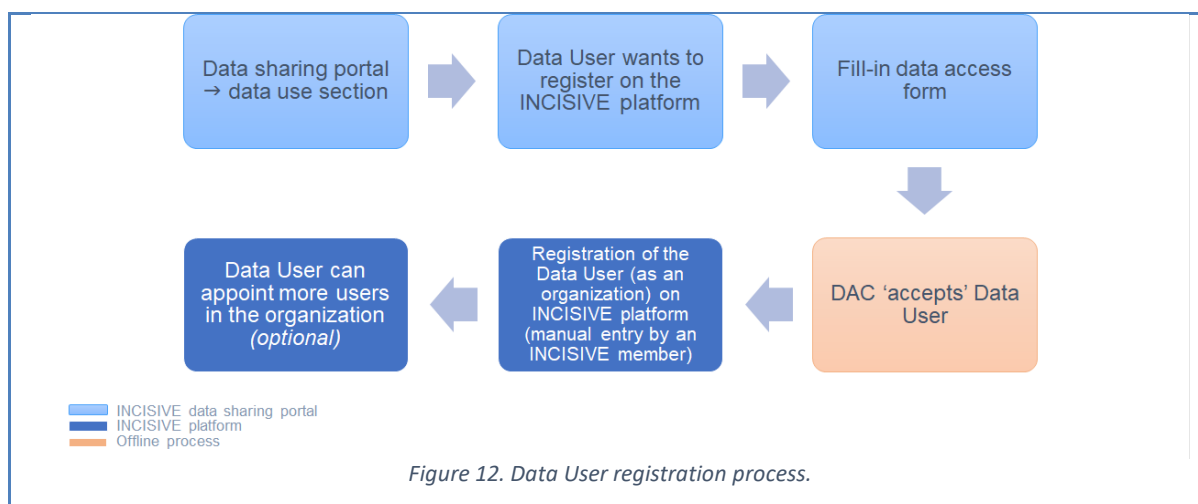 Data sharing portal
→ data use section
Data User wants to
register on the
INCISIVE platform
Fill-in data access
form
Data User can
appoint more users
in the organization
(optional)
Registration of the
Data User (as an
organization) on
INCISIVE platform
(manual entry by an
INCISIVE member)
DAC ‘accepts’ Data
User
INCISIVE data sharing portal
INCISIVE platform
Offline process
Figure 12. Data User registration process.